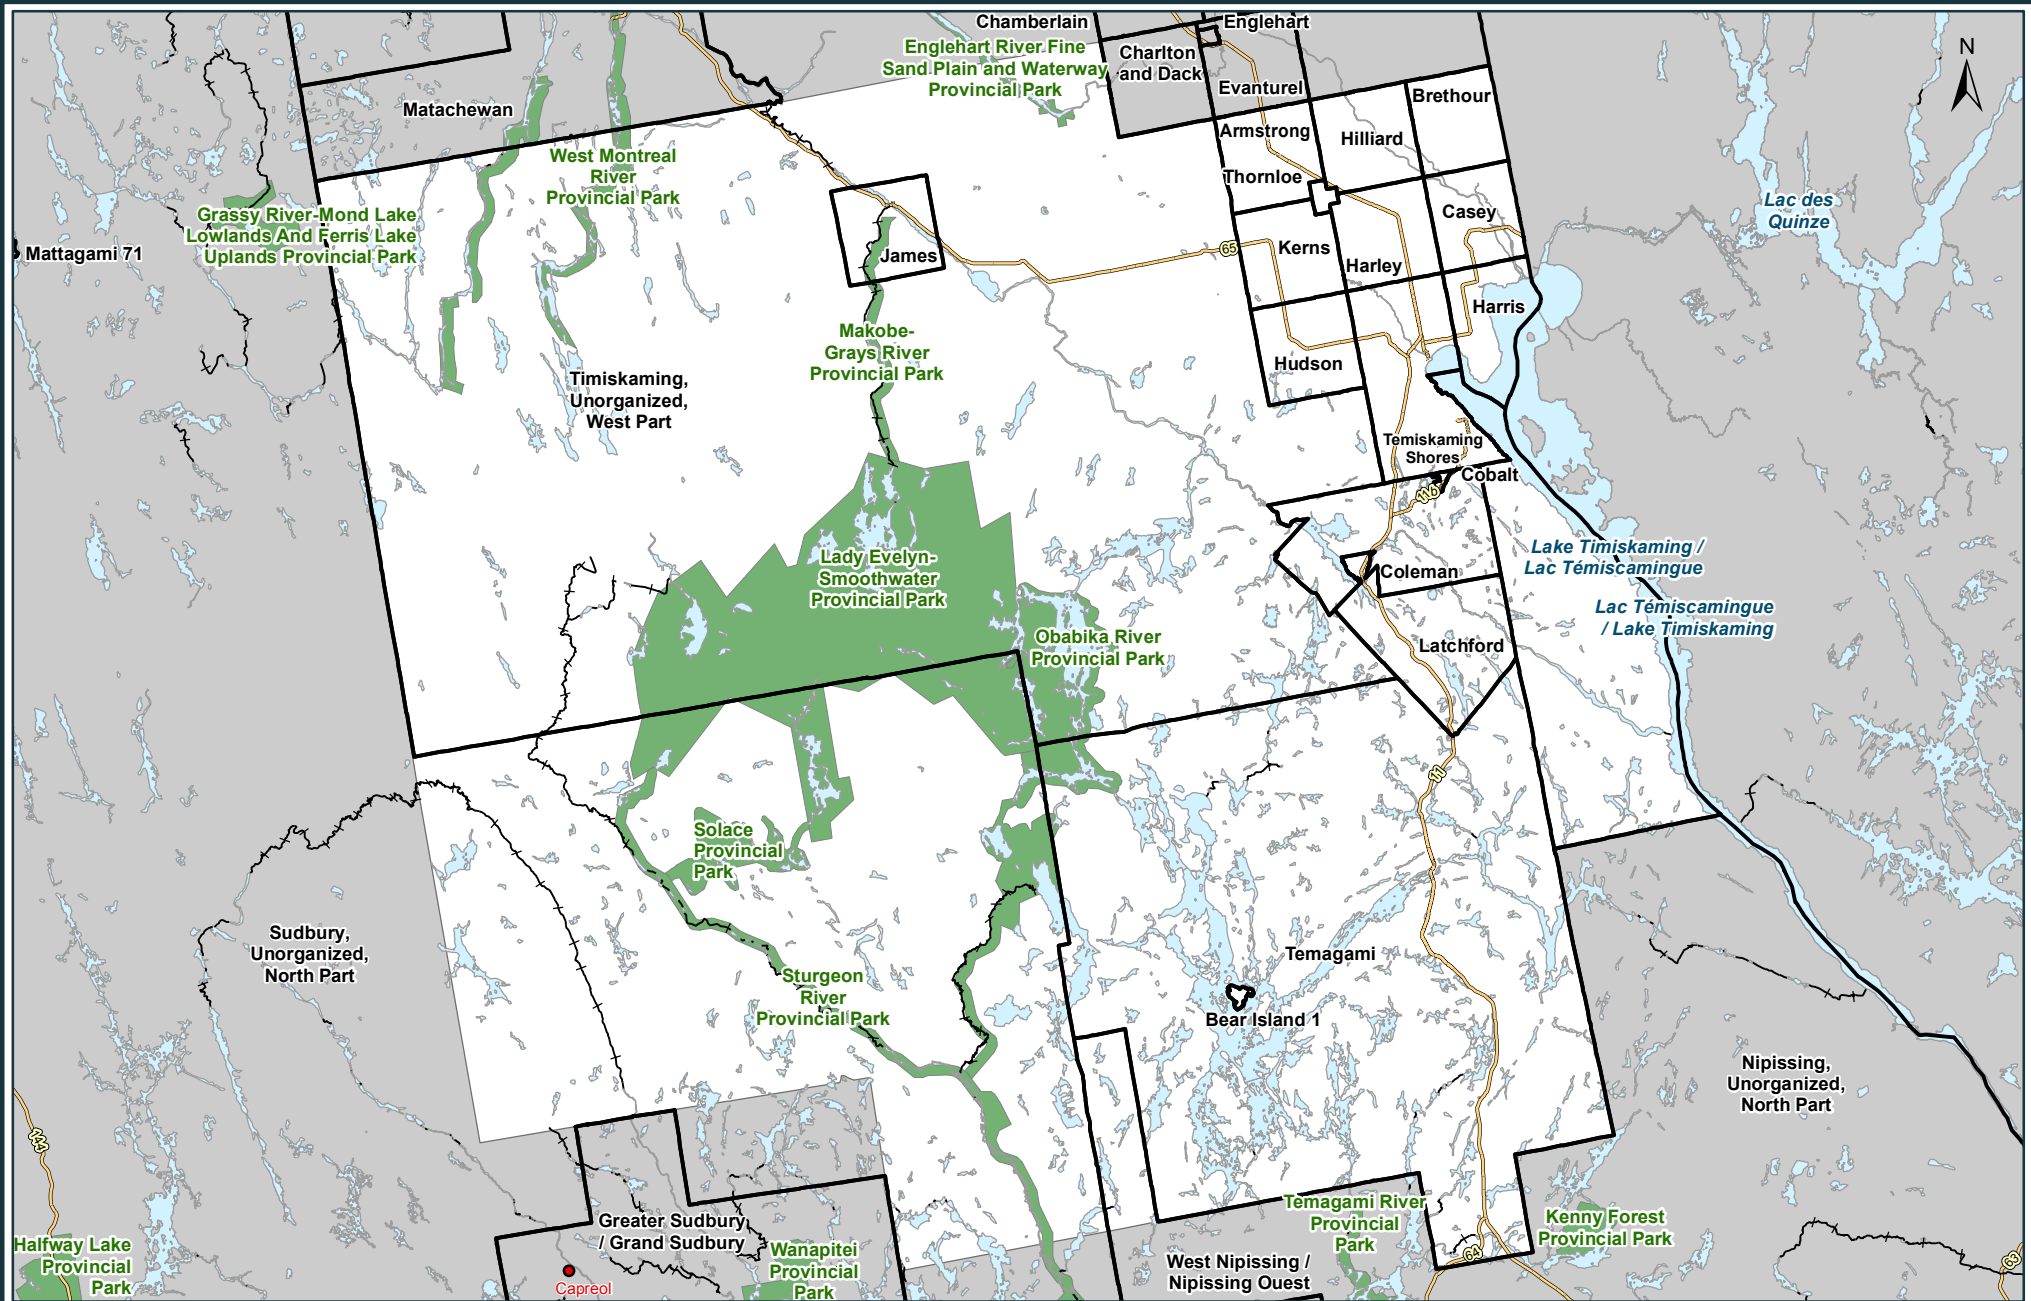 Chamberlain
Englehart
N
Englehart River Fine
Sand Plain and Waterway
Provincial Park
Charlton
and Dack
Evanturel
Brethour
Matachewan
Armstrong
Hilliard
West Montreal
River
Provincial Park
Thornloe
Grassy River-Mond Lake
Lowlands And Ferris Lake
Uplands Provincial Park
Casey
Lac des
Quinze
Mattagami 71
James
65
Kerns
Harley
Harris
Makobe-
Grays River
Provincial Park
Hudson
Timiskaming,
Unorganized,
West Part
Temiskaming
Shores
Cobalt
11b
Lady Evelyn-
Smoothwater
Provincial Park
Coleman
Lake Timiskaming /
Lac Témiscamingue
Lac Témiscamingue
/ Lake Timiskaming
Obabika River
Provincial Park
Latchford
11
Solace
Provincial
Park
Sudbury,
Unorganized,
North Part
Temagami
Sturgeon
River
Provincial Park
Bear Island 1
Nipissing,
Unorganized,
North Part
144
Temagami River
Provincial
Park
Kenny Forest
Provincial Park
Greater Sudbury
/ Grand Sudbury
Halfway Lake
Provincial
Park
Wanapitei
Provincial
Park
64
63
West Nipissing /
Nipissing Ouest
Capreol